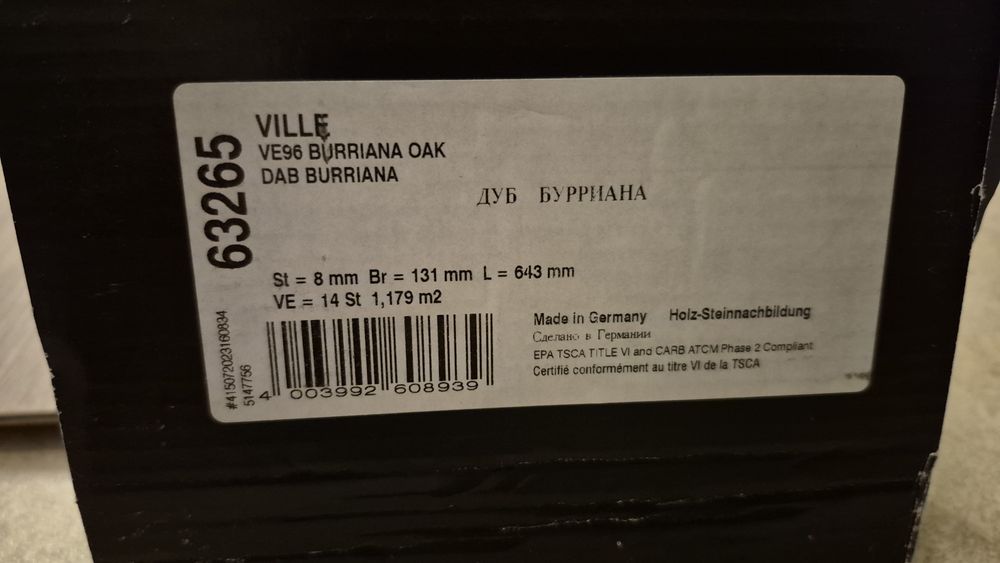 63265
VILLE
VE96 BURRIANA OAK
DAB BURRIANA
ДУБ БУРРИАНА
St = 8 mm Br = 131 mm L = 643 mm
VE = 14 St 1,179 m2
Made in Germany Holz-Steinnachbildung
Сделано в Германии
EPA TSCA TITLE VI and CARB ATCM Phase 2 Compliant
Certifié conformément au titre VI de la TSCA
#415072023160834
5147756
4 003992 608939